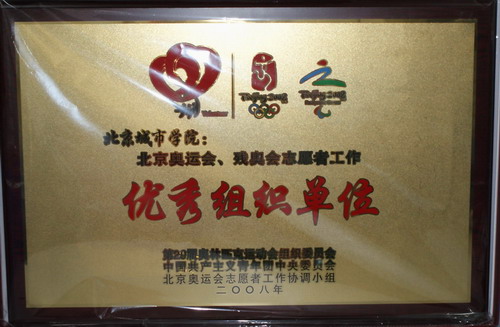 Beijing 2008
Beijing 2008
北京城市学院：
北京奥运会、残奥会志愿者工作
优秀组织单位
第29届奥林匹克运动会组织委员会
中国共产主义青年团中央委员会
北京奥运会志愿者工作协调小组
二〇〇八年